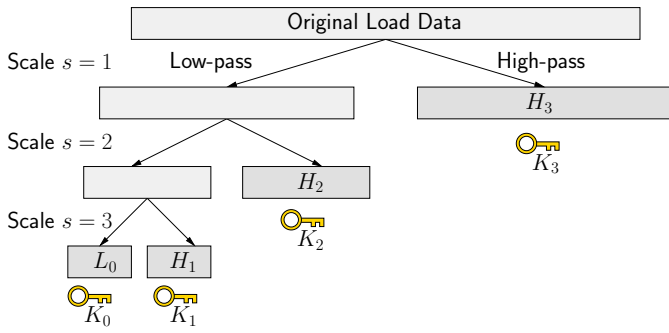 Original Load Data
Scale s = 1
Low-pass
High-pass
H₃
K₃
Scale s = 2
H₂
K₂
Scale s = 3
L₀
H₁
K₀
K₁